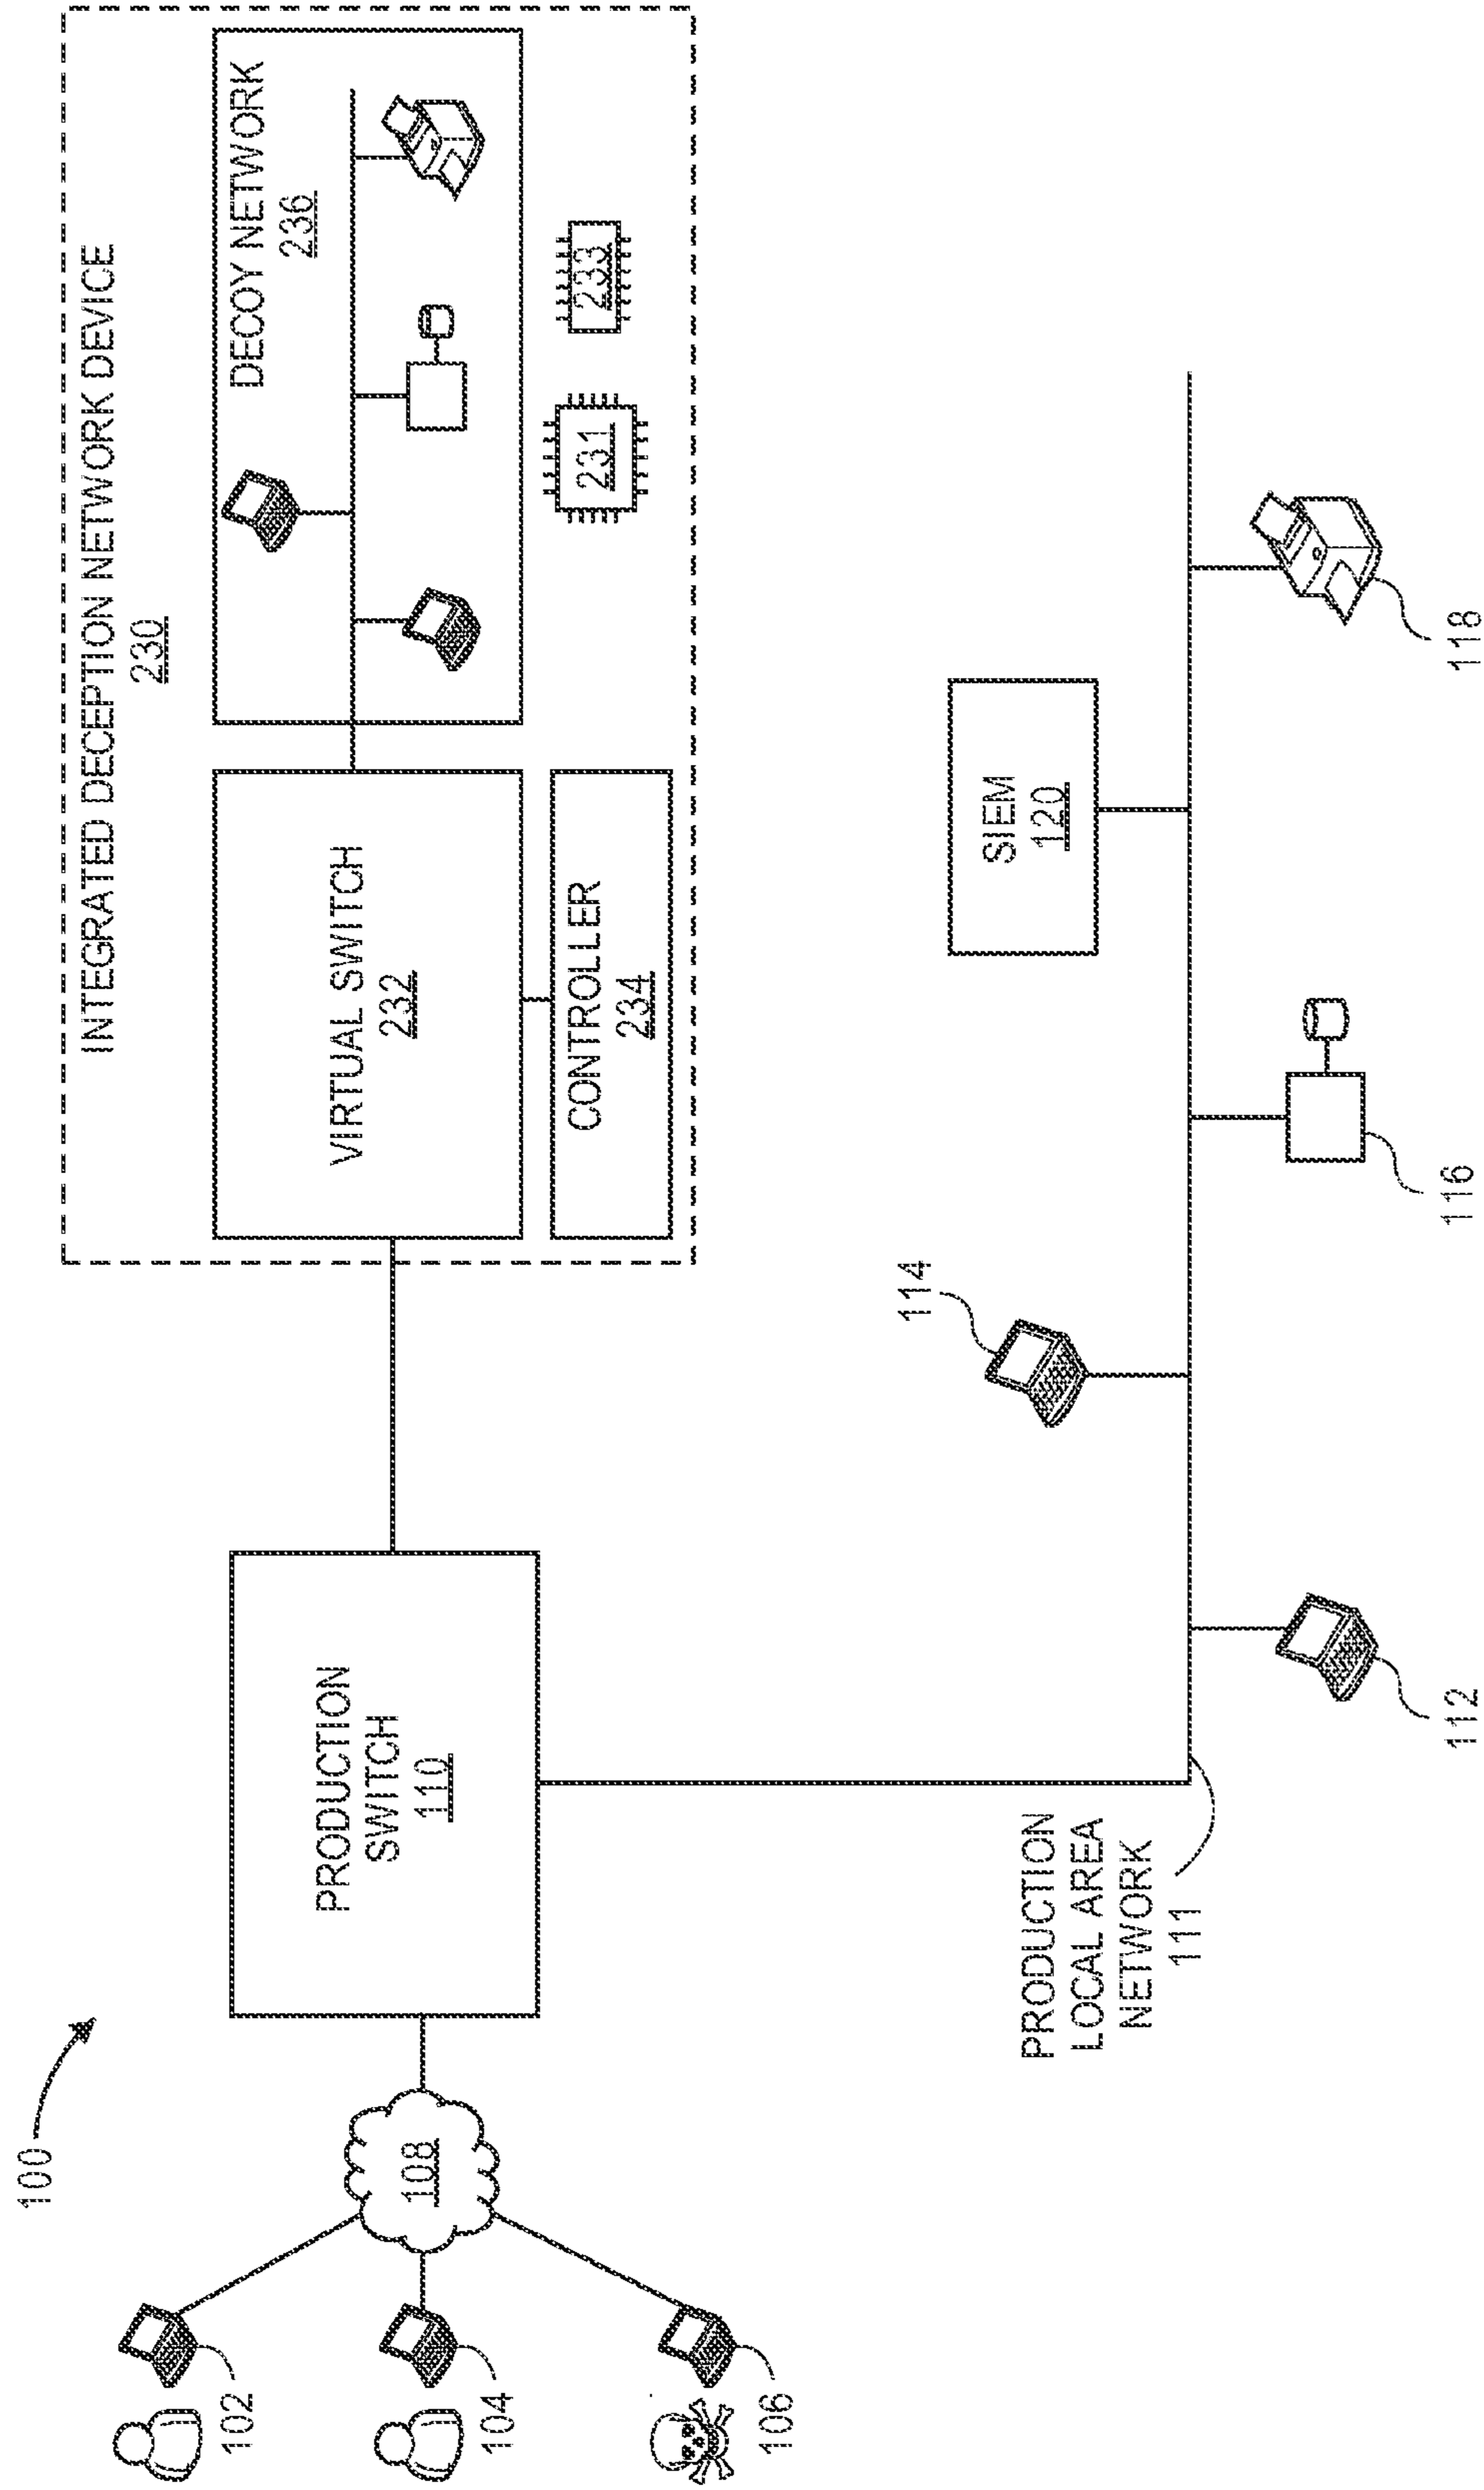 100
102
104
106
108
PRODUCTION
SWITCH
110
INTEGRATED DECEPTION NETWORK DEVICE
230
VIRTUAL SWITCH
232
CONTROLLER
234
DECOY NETWORK
236
231
233
PRODUCTION
LOCAL AREA
NETWORK
111
112
114
116
SIEM
120
118